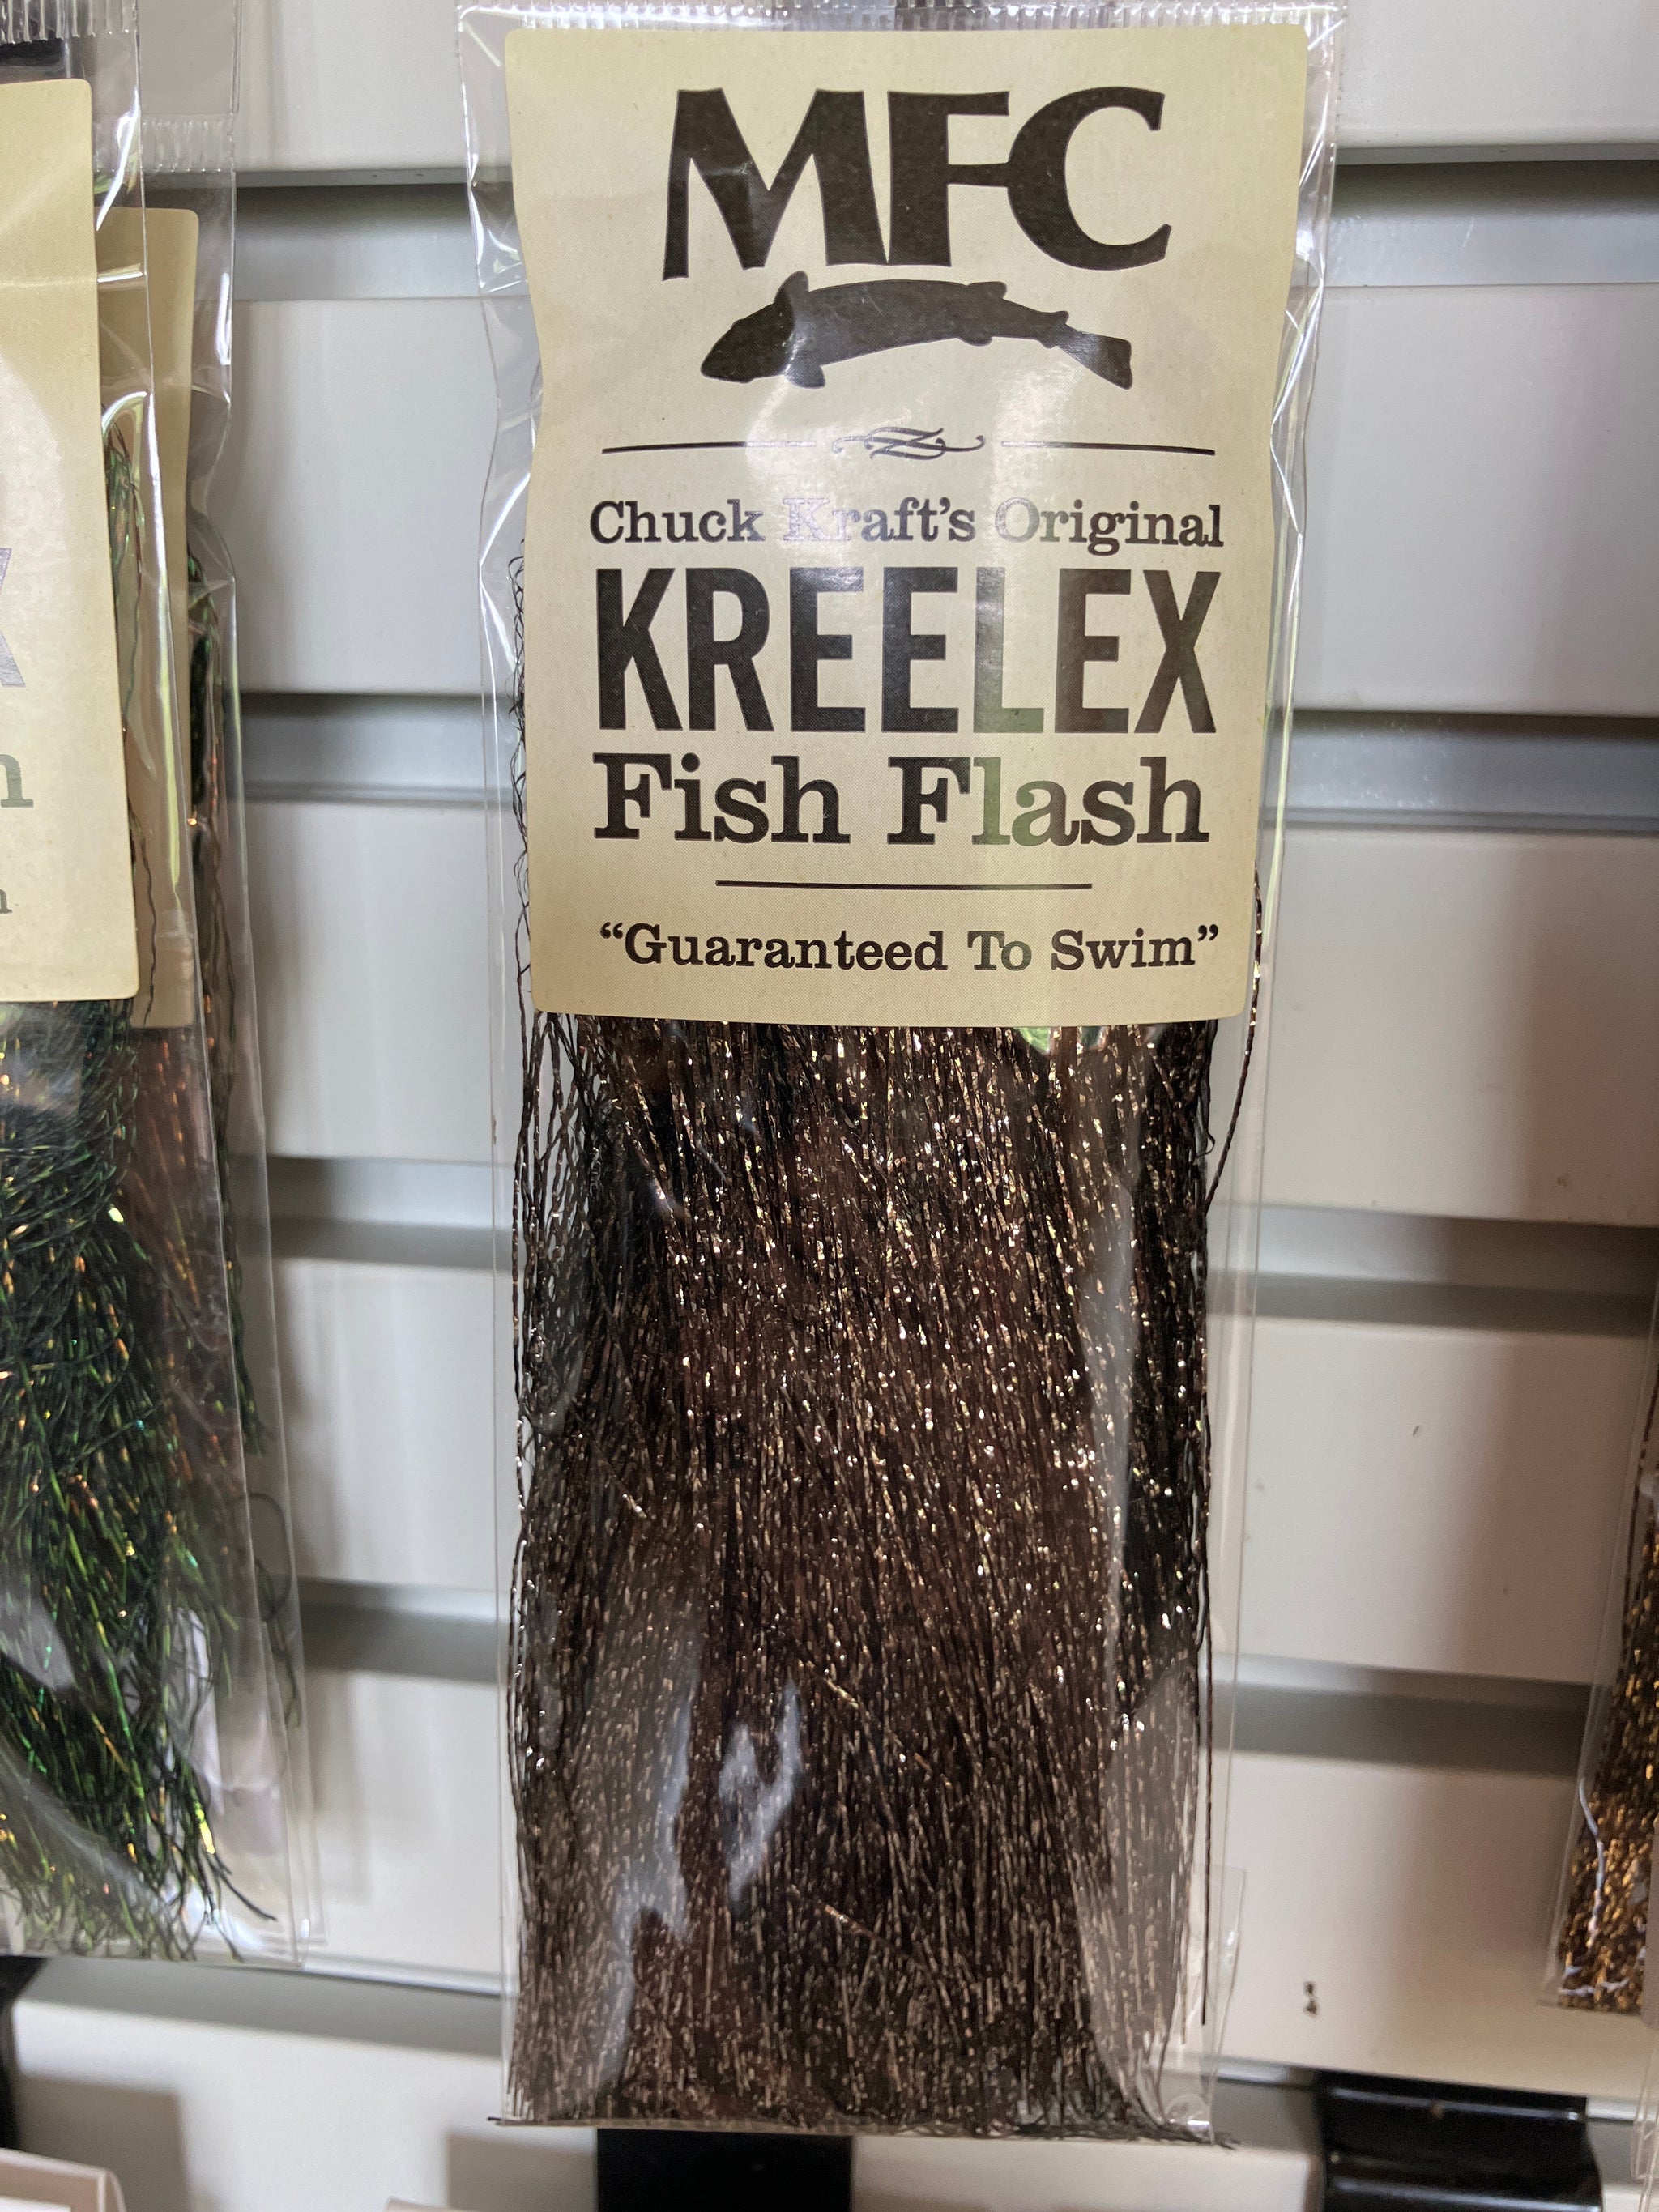 MFC
Chuck Kraft's Original
KREELEX
Fish Flash
“Guaranteed To Swim”